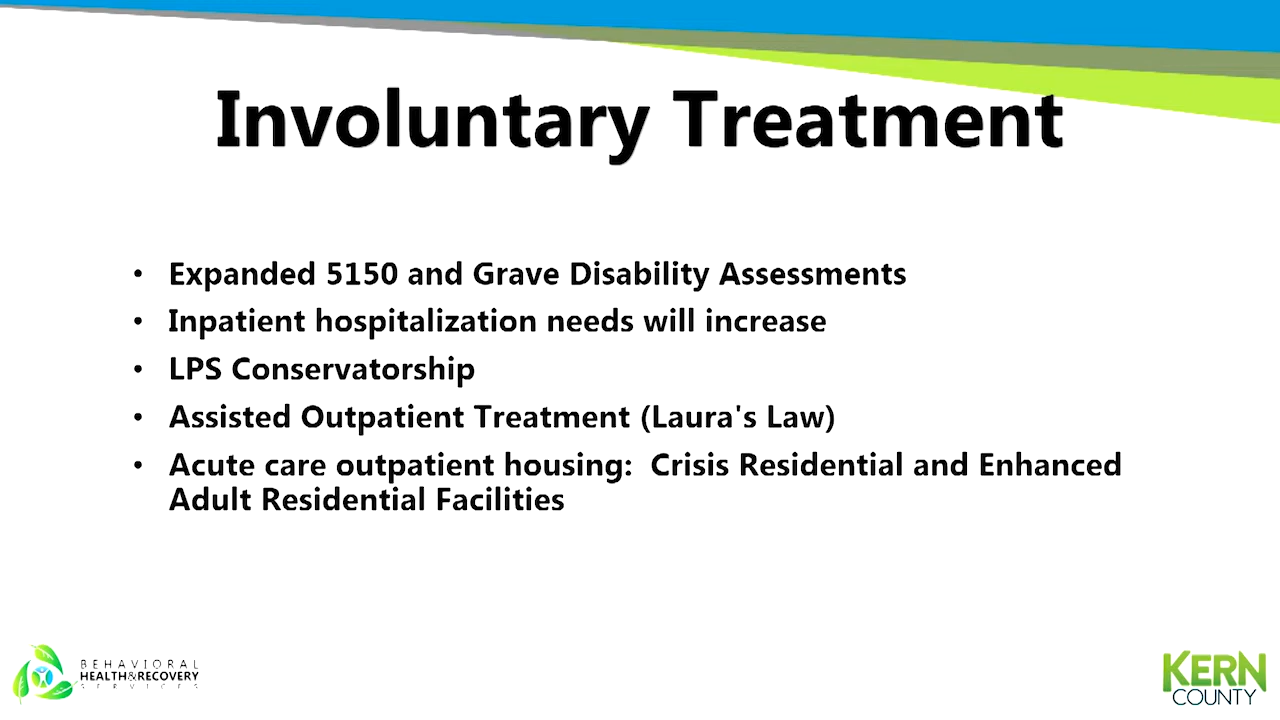 Involuntary Treatment
• Expanded 5150 and Grave Disability Assessments
• Inpatient hospitalization needs will increase
• LPS Conservatorship
• Assisted Outpatient Treatment (Laura's Law)
• Acute care outpatient housing:  Crisis Residential and Enhanced
Adult Residential Facilities
BEHAVIORAL
HEALTH&RECOVERY
SERVICES
KERN
COUNTY